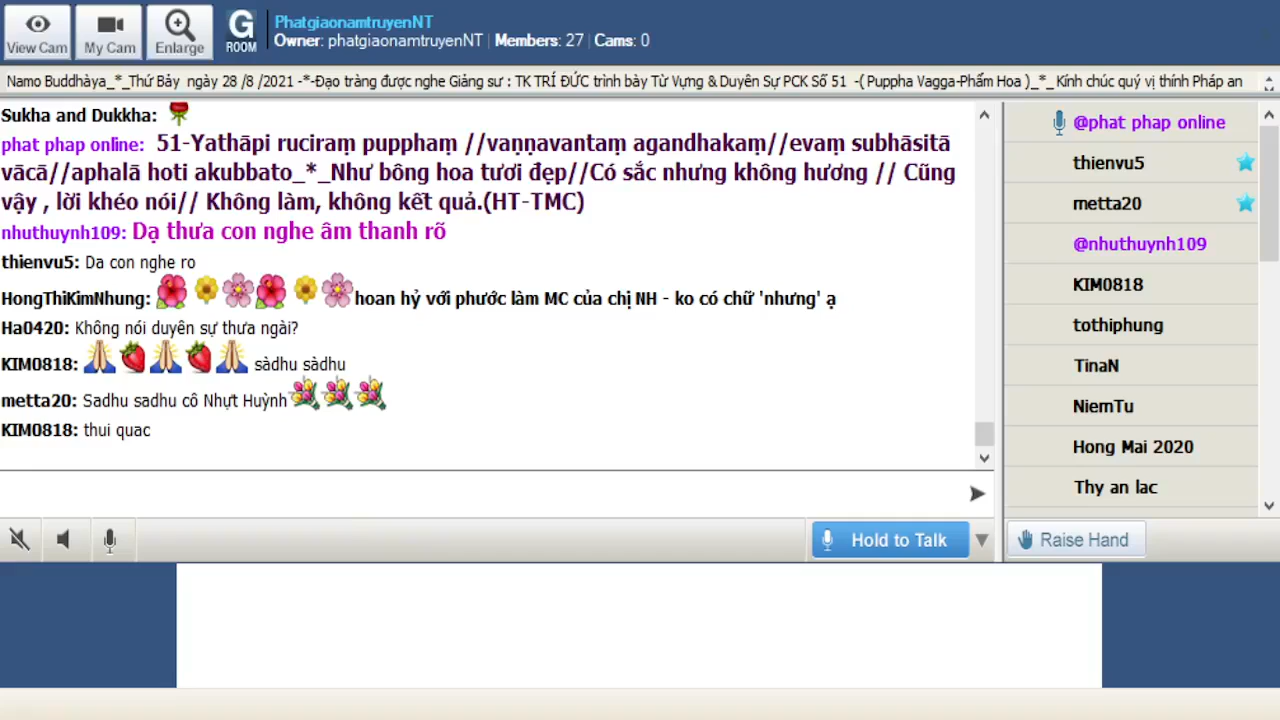 View Cam
My Cam
Enlarge
G
ROOM
PhatgiaonamtruyenNT
Owner: phatgiaonamtruyenNT | Members: 27 | Cams: 0
Namo Buddhàya_*_Thứ Bảy ngày 28 /8 /2021 -*-Đạo tràng được nghe Giảng sư : TK TRÍ ĐỨC trình bày Từ Vựng & Duyên Sự PCK Số 51 -( Puppha Vagga-Phẩm Hoa )_*_ Kính chúc quý vị thính Pháp an
Sukha and Dukkha:
phat phap online: 51-Yathāpi ruciraṃ pupphaṃ //vaṇṇavantaṃ agandhakaṃ//evaṃ subhāsitā
vācā//aphalā hoti akubbato_*_Như bông hoa tươi đẹp//Có sắc nhưng không hương // Cũng
vậy , lời khéo nói// Không làm, không kết quả.(HT-TMC)
nhuthuynh109: Dạ thưa con nghe âm thanh rõ
thienvu5: Da con nghe ro
HongThiKimNhung: hoan hỷ với phước làm MC của chị NH - ko có chữ 'nhưng' ạ
Ha0420: Không nói duyên sự thưa ngài?
KIM0818: sàdhu sàdhu
metta20: Sadhu sadhu cô Nhựt Huỳnh
KIM0818: thui quac
@phat phap online
thienvu5
metta20
@nhuthuynh109
KIM0818
tothiphung
TinaN
NiemTu
Hong Mai 2020
Thy an lac
Hold to Talk
Raise Hand